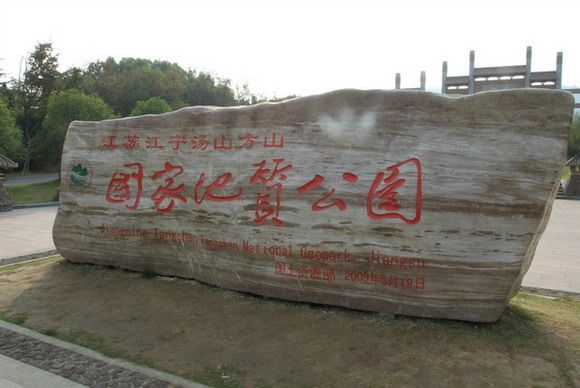 江苏江宁汤山方山
国家地质公园
Jiangning Tangshan Fangshan National Geopark, Jiangsu
国土资源部 2009年8月19日